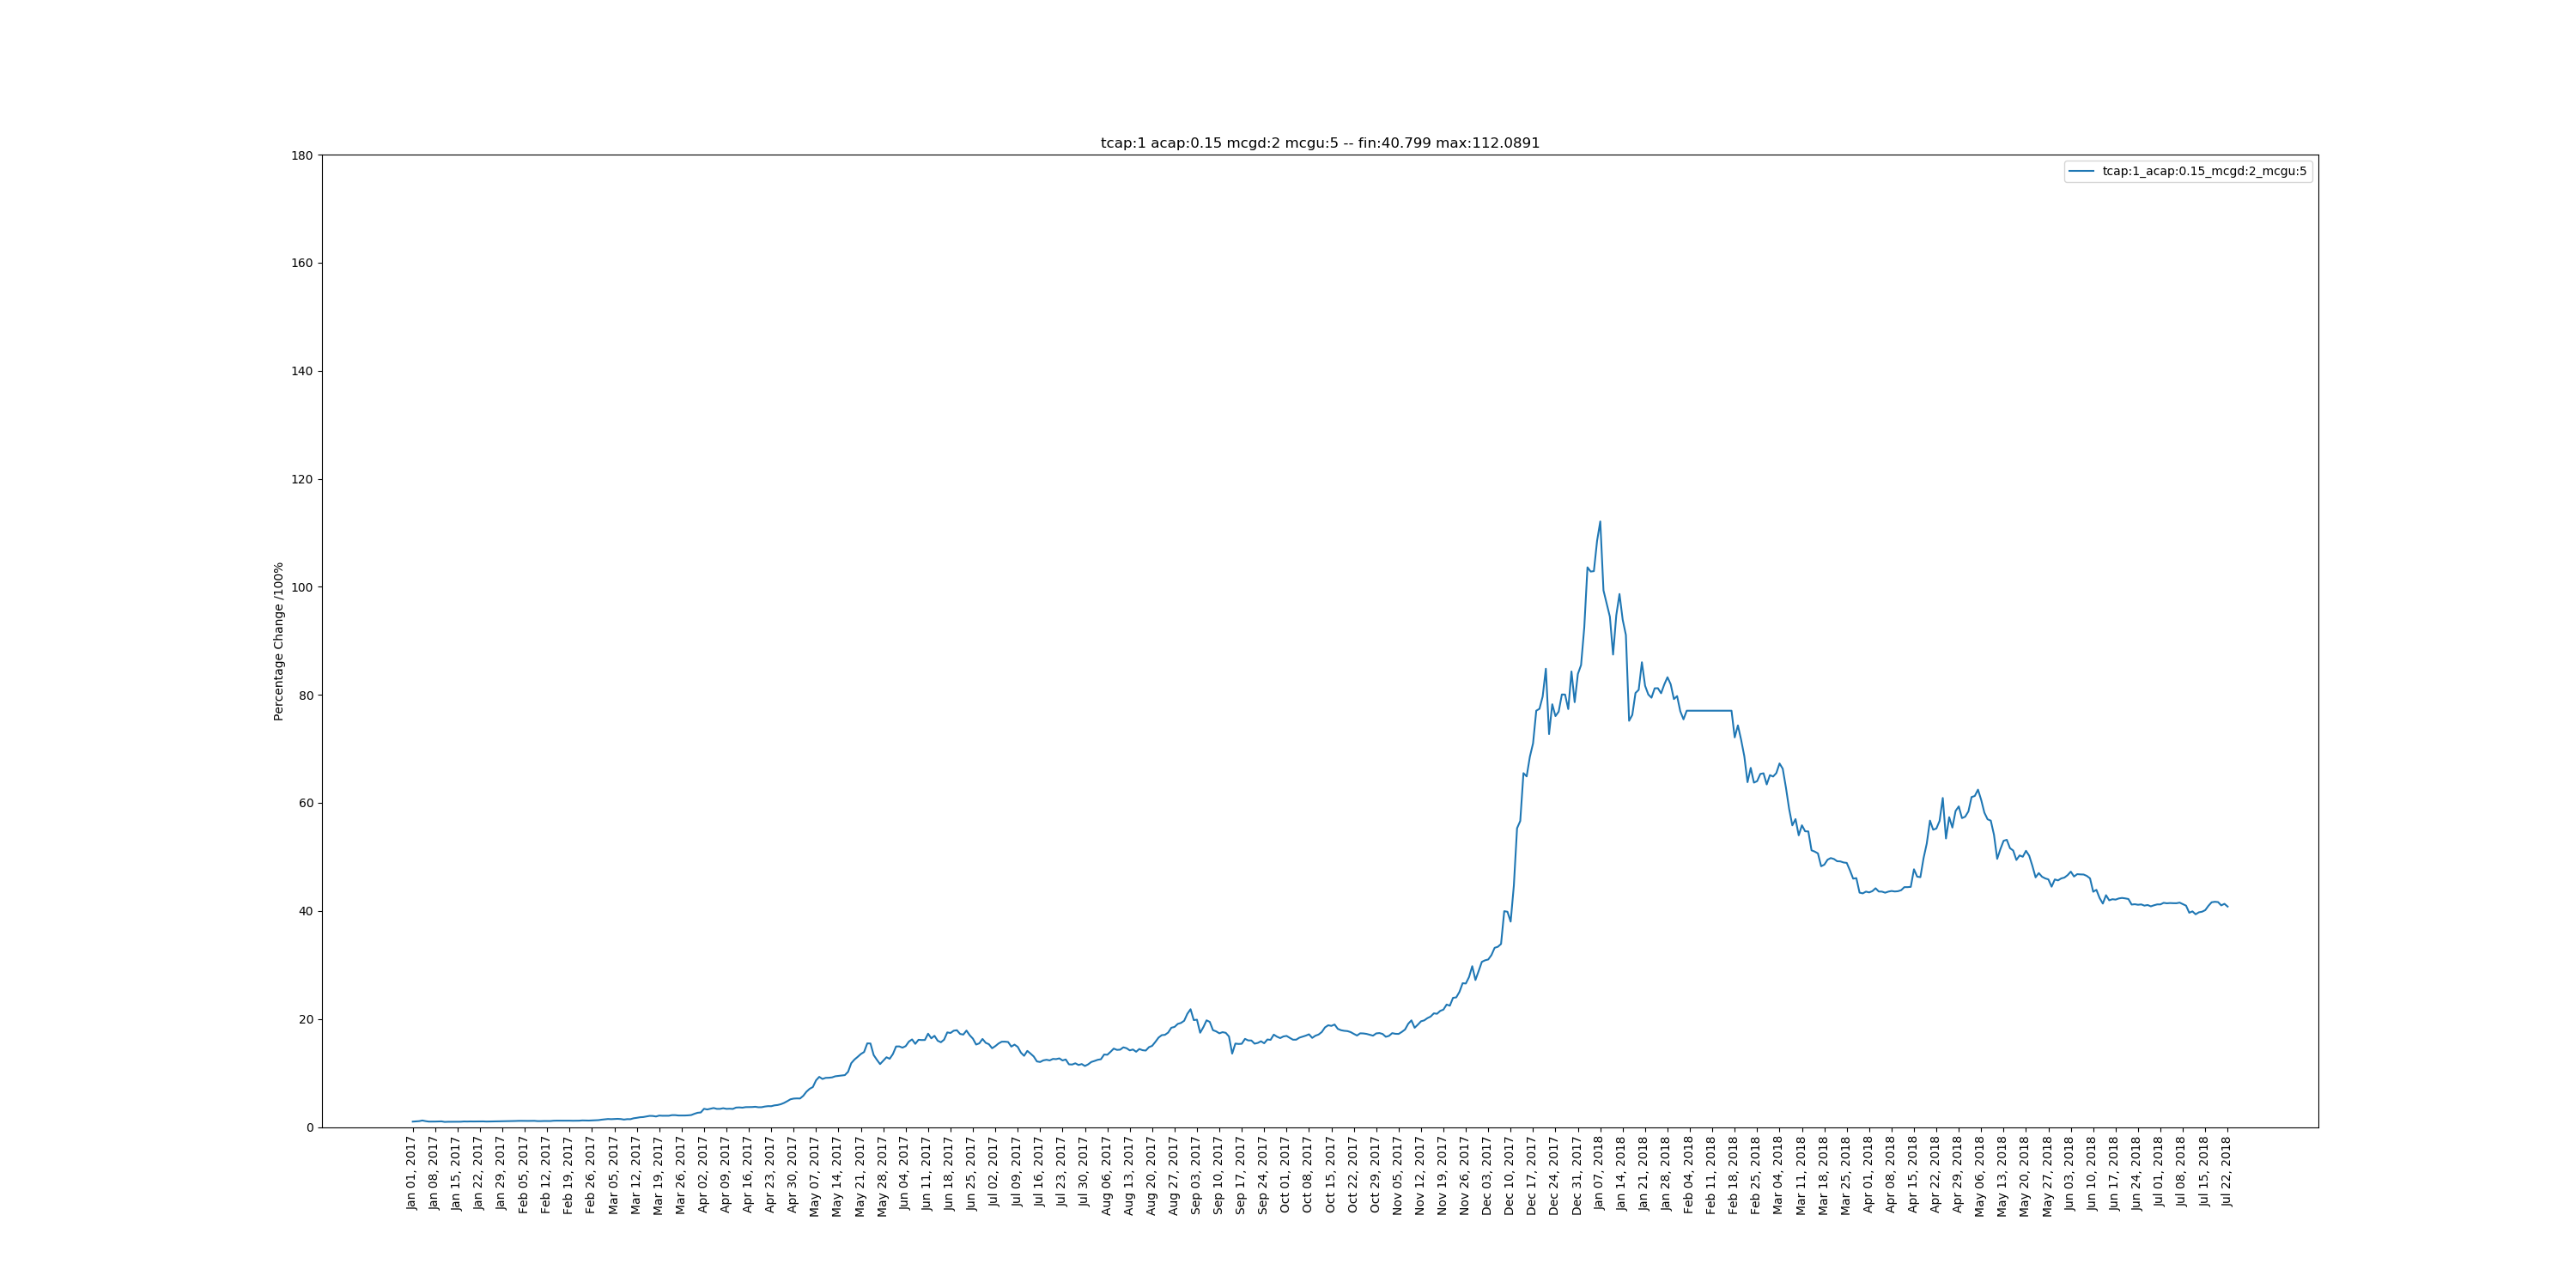 tcap:1 acap:0.15 mcgd:2 mcgu:5 -- fin:40.799 max:112.0891
tcap:1_acap:0.15_mcgd:2_mcgu:5
Percentage Change /100%
180
160
140
120
100
80
60
40
20
0
Jan 01, 2017
Jan 08, 2017
Jan 15, 2017
Jan 22, 2017
Jan 29, 2017
Feb 05, 2017
Feb 12, 2017
Feb 19, 2017
Feb 26, 2017
Mar 05, 2017
Mar 12, 2017
Mar 19, 2017
Mar 26, 2017
Apr 02, 2017
Apr 09, 2017
Apr 16, 2017
Apr 23, 2017
Apr 30, 2017
May 07, 2017
May 14, 2017
May 21, 2017
May 28, 2017
Jun 04, 2017
Jun 11, 2017
Jun 18, 2017
Jun 25, 2017
Jul 02, 2017
Jul 09, 2017
Jul 16, 2017
Jul 23, 2017
Jul 30, 2017
Aug 06, 2017
Aug 13, 2017
Aug 20, 2017
Aug 27, 2017
Sep 03, 2017
Sep 10, 2017
Sep 17, 2017
Sep 24, 2017
Oct 01, 2017
Oct 08, 2017
Oct 15, 2017
Oct 22, 2017
Oct 29, 2017
Nov 05, 2017
Nov 12, 2017
Nov 19, 2017
Nov 26, 2017
Dec 03, 2017
Dec 10, 2017
Dec 17, 2017
Dec 24, 2017
Dec 31, 2017
Jan 07, 2018
Jan 14, 2018
Jan 21, 2018
Jan 28, 2018
Feb 04, 2018
Feb 11, 2018
Feb 18, 2018
Feb 25, 2018
Mar 04, 2018
Mar 11, 2018
Mar 18, 2018
Mar 25, 2018
Apr 01, 2018
Apr 08, 2018
Apr 15, 2018
Apr 22, 2018
Apr 29, 2018
May 06, 2018
May 13, 2018
May 20, 2018
May 27, 2018
Jun 03, 2018
Jun 10, 2018
Jun 17, 2018
Jun 24, 2018
Jul 01, 2018
Jul 08, 2018
Jul 15, 2018
Jul 22, 2018